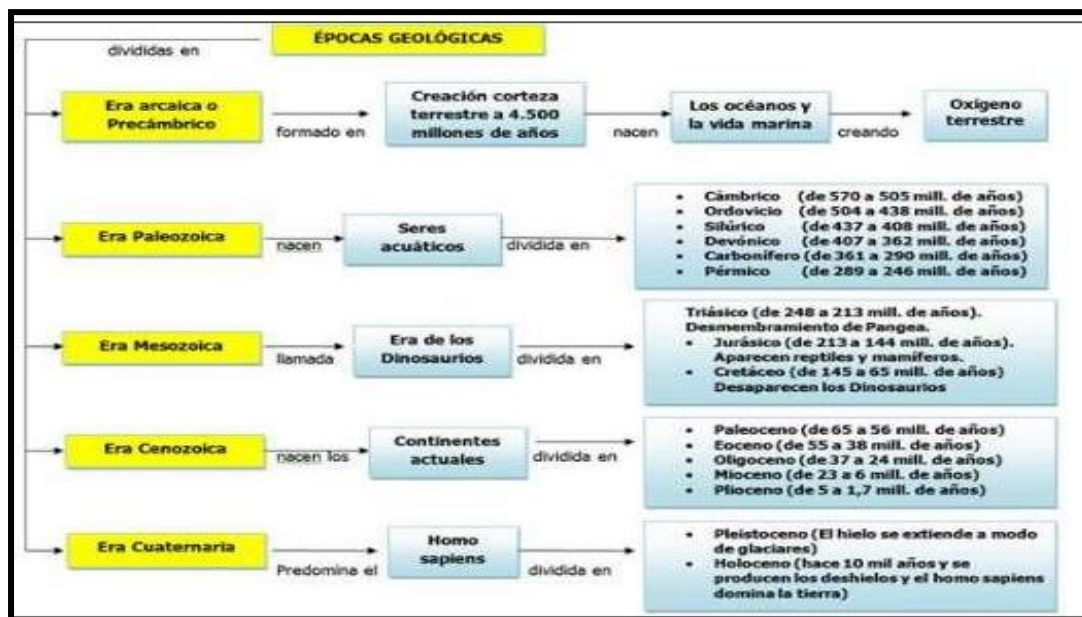 ÉPOCAS GEOLÓGICAS
divididas en
Era arcaica o
Precámbrico
formado en
Creación corteza
terrestre a 4.500
millones de años
nacen
Los océanos y
la vida marina
creando
Oxígeno
terrestre
Era Paleozoica
nacen
Seres
acuáticos
dividida en
• Cámbrico (de 570 a 505 mill. de años)
• Ordovicio (de 504 a 438 mill. de años)
• Silúrico (de 437 a 408 mill. de años)
• Devónico (de 407 a 362 mill. de años)
• Carbonífero (de 361 a 290 mill. de años)
• Pérmico (de 289 a 246 mill. de años)
Era Mesozoica
llamada
Era de los
Dinosaurios
dividida en
Triásico (de 248 a 213 mill. de años).
Desmembramiento de Pangea.
• Jurásico (de 213 a 144 mill. de años).
Aparecen reptiles y mamíferos.
• Cretáceo (de 145 a 65 mill. de años)
Desaparecen los Dinosaurios
Era Cenozoica
nacen los
Continentes
actuales
dividida en
• Paleoceno (de 65 a 56 mill. de años)
• Eoceno (de 55 a 38 mill. de años)
• Oligoceno (de 37 a 24 mill. de años)
• Mioceno (de 23 a 6 mill. de años)
• Plioceno (de 5 a 1,7 mill. de años)
Era Cuaternaria
Predomina el
Homo
sapiens
dividida en
• Pleistoceno (El hielo se extiende a modo
de glaciares)
• Holoceno (hace 10 mil años y se
producen los deshielos y el homo sapiens
domina la tierra)